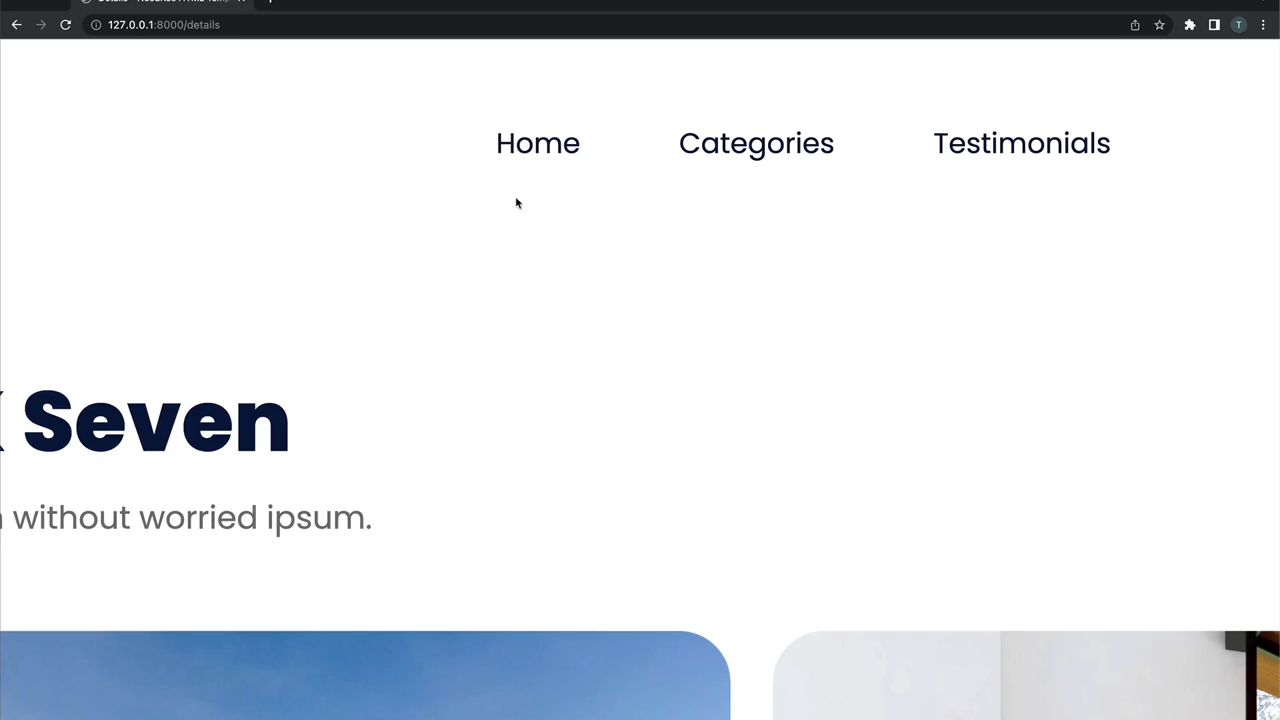 127.0.0.1:8000/details
T
Home Categories Testimonials
Seven
without worried ipsum.